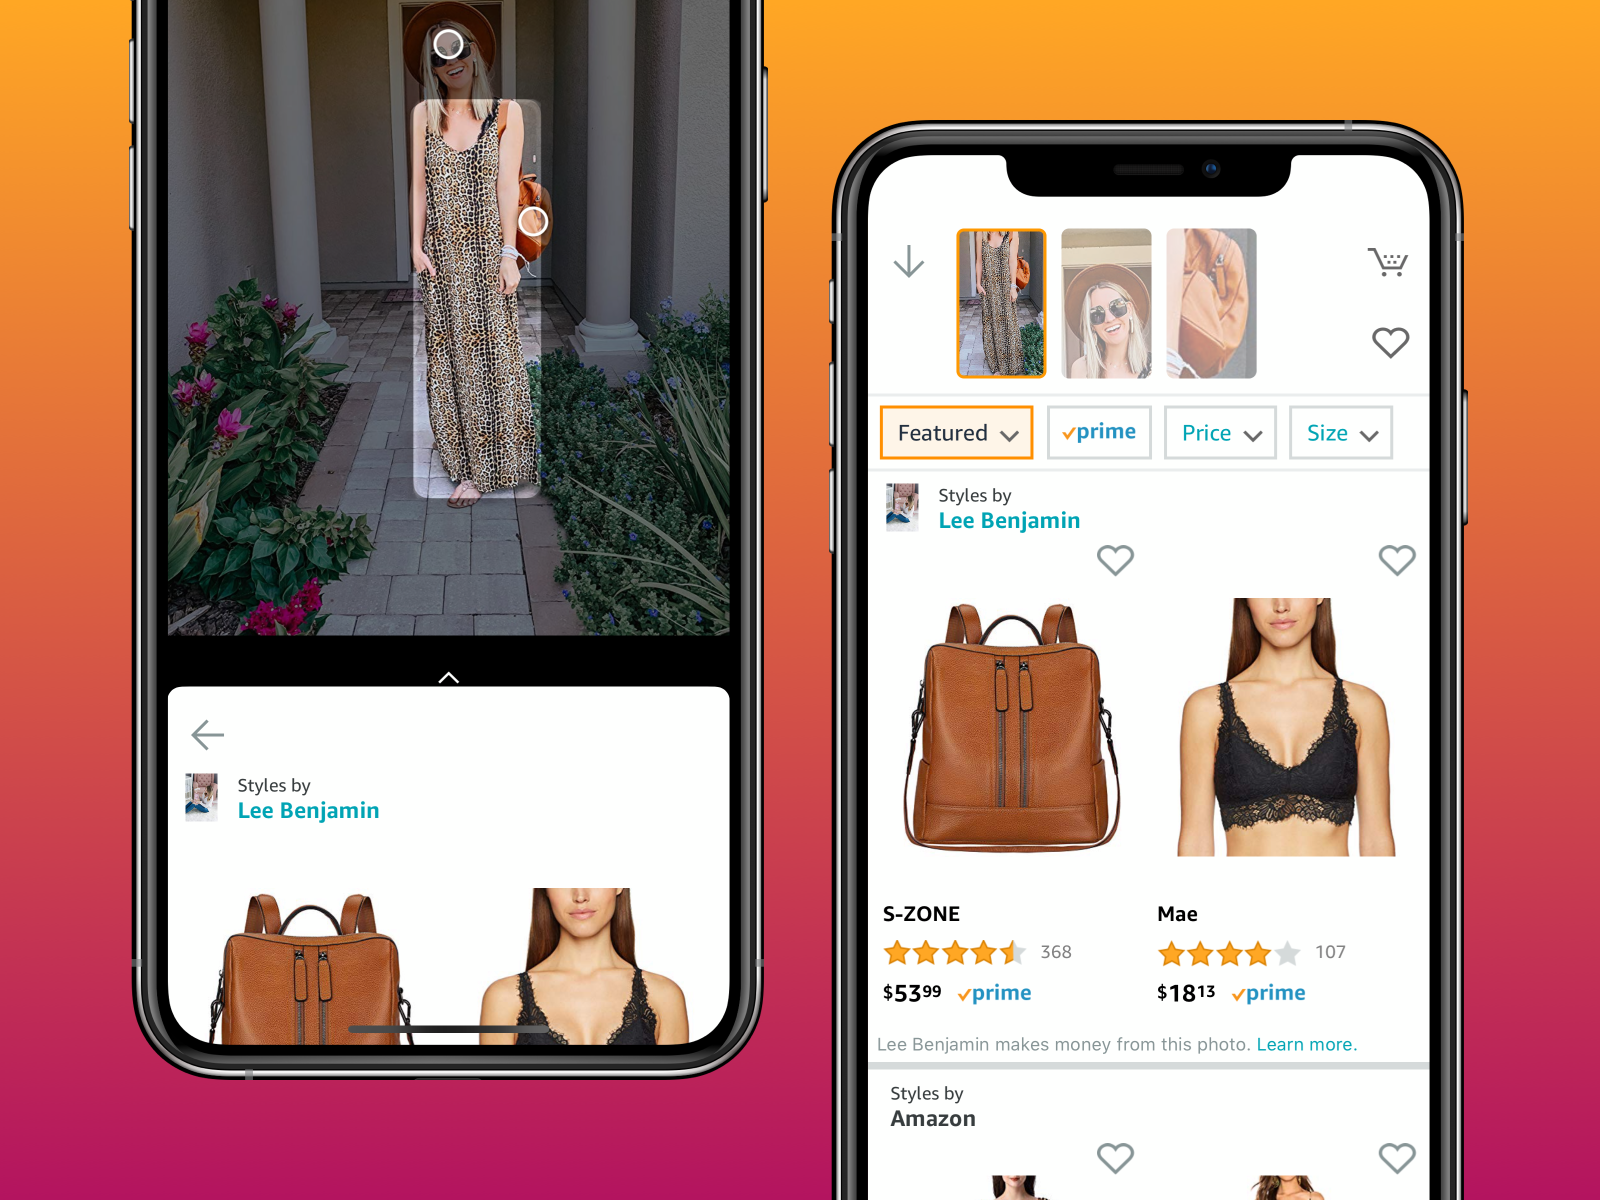 Styles by
Lee Benjamin
Featured
prime
Price
Size
Styles by
Lee Benjamin
S-ZONE
Mae
368
107
$5399 prime
$1813 prime
Lee Benjamin makes money from this photo. Learn more.
Styles by
Amazon